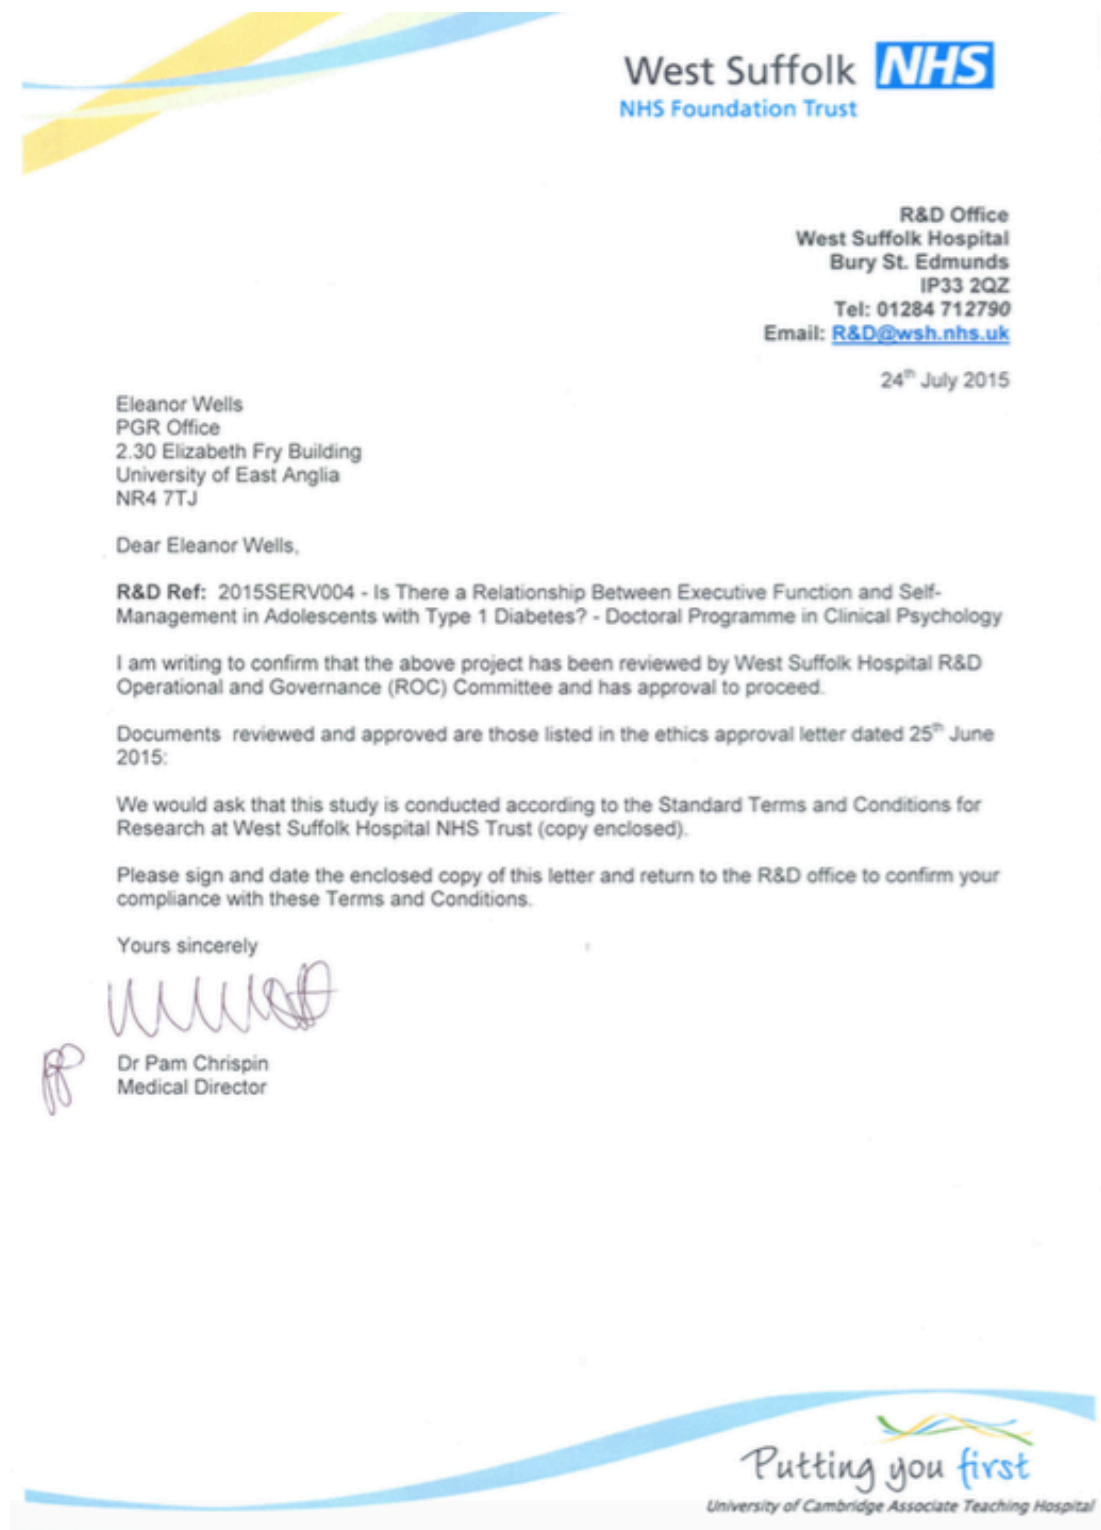 West Suffolk NHS
NHS Foundation Trust
R&D Office
West Suffolk Hospital
Bury St. Edmunds
IP33 2QZ
Tel: 01284 712790
Email: R&D@wsh.nhs.uk
24th July 2015
Eleanor Wells
PGR Office
2.30 Elizabeth Fry Building
University of East Anglia
NR4 7TJ
Dear Eleanor Wells,
R&D Ref: 2015SERV004 - Is There a Relationship Between Executive Function and Self-
Management in Adolescents with Type 1 Diabetes? - Doctoral Programme in Clinical Psychology
I am writing to confirm that the above project has been reviewed by West Suffolk Hospital R&D
Operational and Governance (ROC) Committee and has approval to proceed.
Documents reviewed and approved are those listed in the ethics approval letter dated 25th June
2015:
We would ask that this study is conducted according to the Standard Terms and Conditions for
Research at West Suffolk Hospital NHS Trust (copy enclosed).
Please sign and date the enclosed copy of this letter and return to the R&D office to confirm your
compliance with these Terms and Conditions.
Yours sincerely
pp
Dr Pam Chrispin
Medical Director
Putting you first
University of Cambridge Associate Teaching Hospital